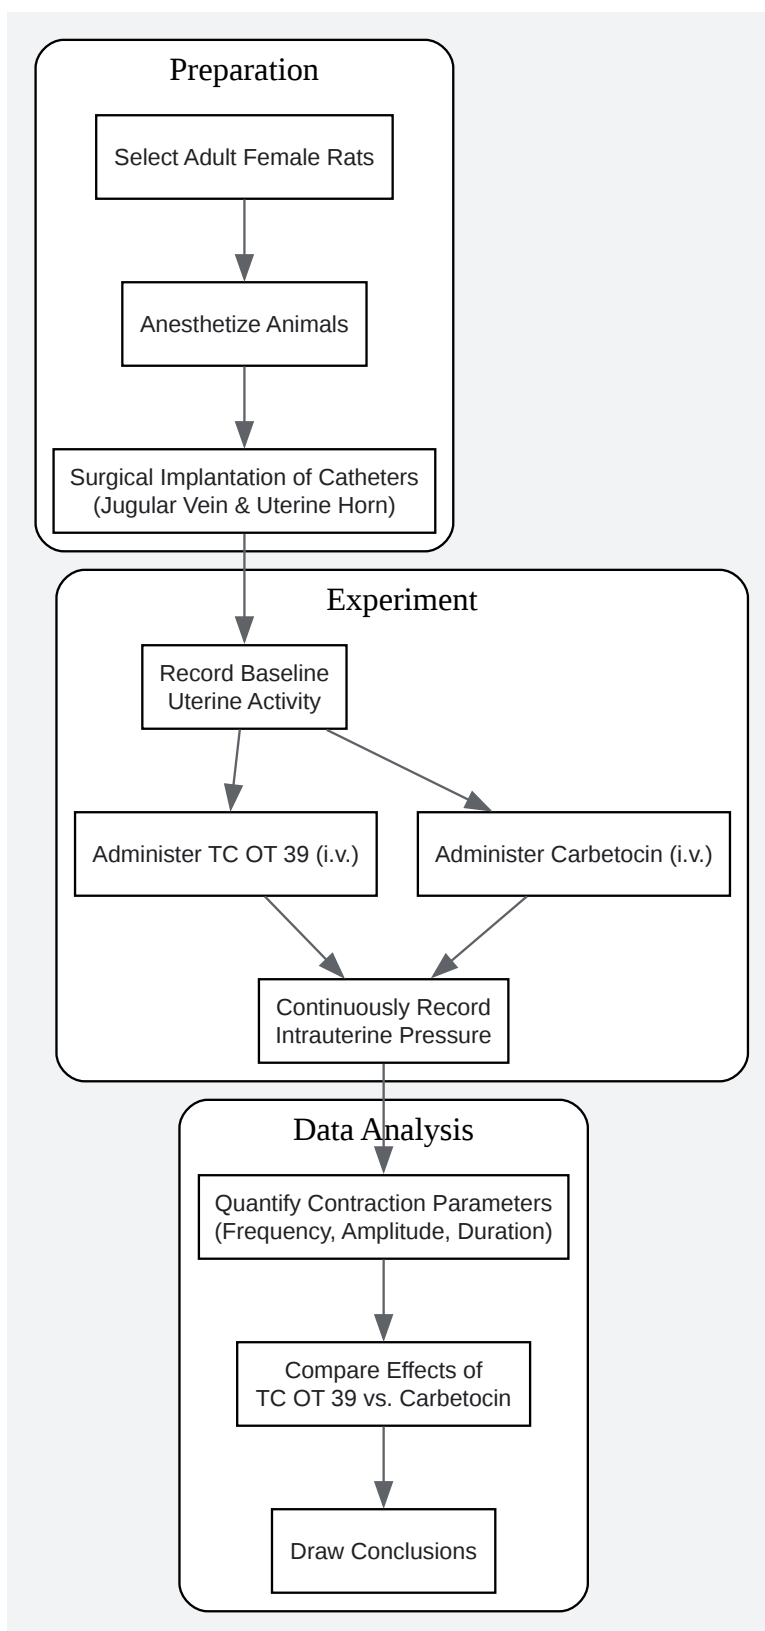 Preparation
Select Adult Female Rats
Anesthetize Animals
Surgical Implantation of Catheters
(Jugular Vein & Uterine Horn)
Experiment
Record Baseline
Uterine Activity
Administer TC OT 39 (i.v.)
Administer Carbetocin (i.v.)
Continuously Record
Intrauterine Pressure
Data Analysis
Quantify Contraction Parameters
(Frequency, Amplitude, Duration)
Compare Effects of
TC OT 39 vs. Carbetocin
Draw Conclusions